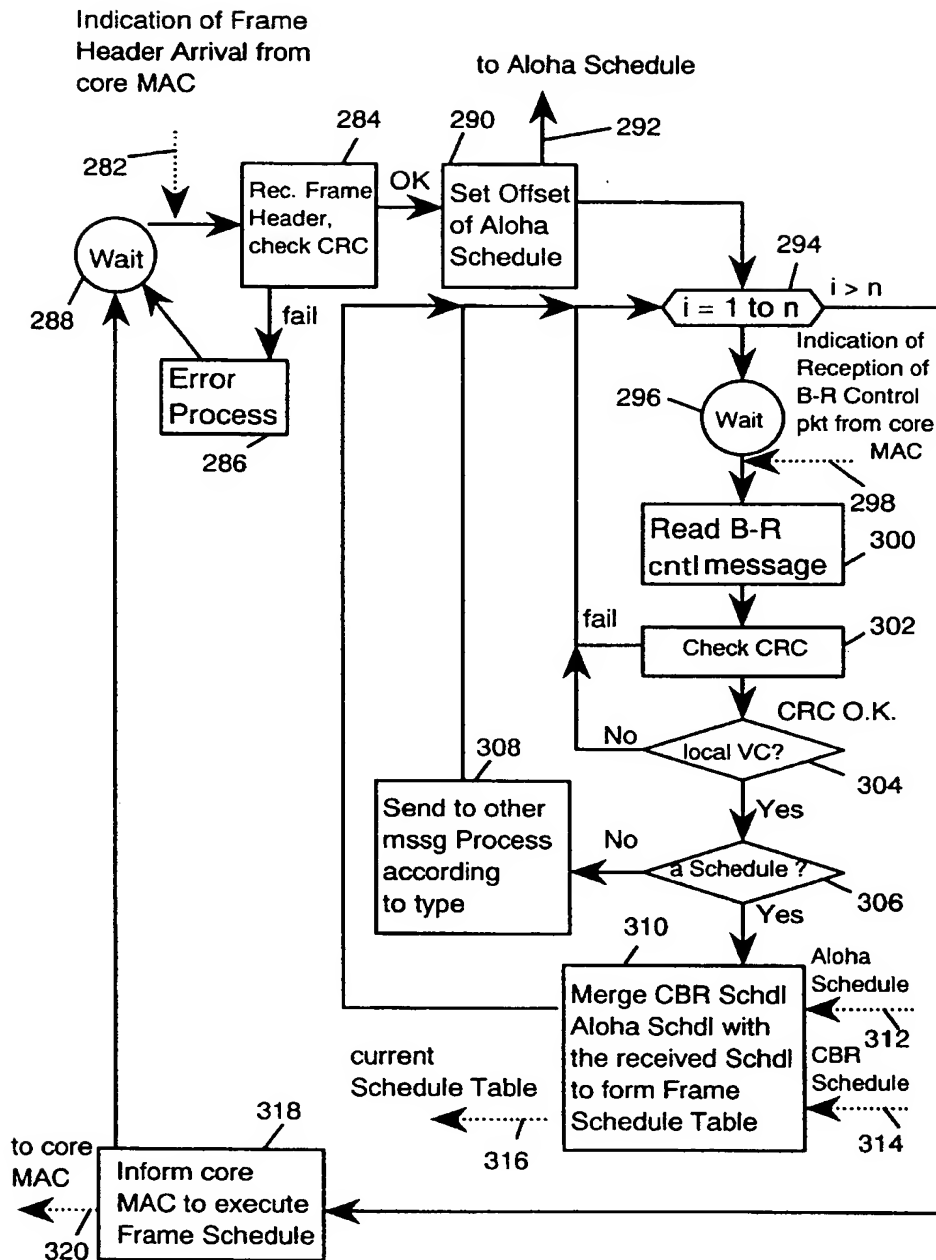 Indication of Frame
Header Arrival from
core MAC
to Aloha Schedule
282
284
290
292
Rec. Frame
Header,
check CRC
OK
Set Offset
of Aloha
Schedule
Wait
288
fail
Error
Process
286
294
i = 1 to n
i > n
Indication of
Reception of
B-R Control
pkt from core
MAC
296
Wait
298
Read B-R
cntl message
300
fail
302
Check CRC
CRC O.K.
No
local VC?
304
Yes
308
Send to other
mssg Process
according
to type
No
a Schedule ?
306
Yes
310
Merge CBR Schdl
Aloha Schdl with
the received Schdl
to form Frame
Schedule Table
Aloha
Schedule
312
CBR
Schedule
314
current
Schedule Table
316
318
to core
MAC
Inform core
MAC to execute
Frame Schedule
320